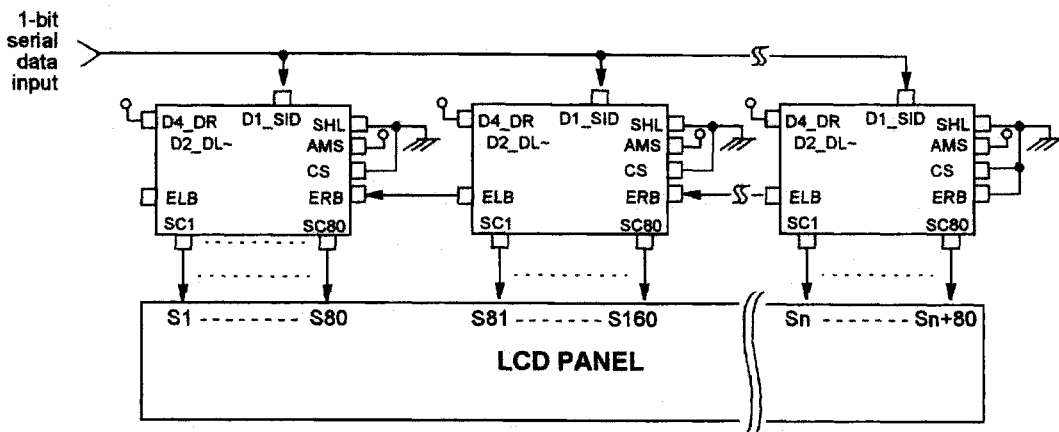 1-bit
serial
data
input
D4_DR
D1_SID
SHL
D2_DL~
AMS
CS
ELB
ERB
SC1
SC80
D4_DR
D1_SID
SHL
D2_DL~
AMS
CS
ELB
ERB
SC1
SC80
D4_DR
D1_SID
SHL
D2_DL~
AMS
CS
ELB
ERB
SC1
SC80
S1 S80 S81 S160 Sn Sn+80
LCD PANEL